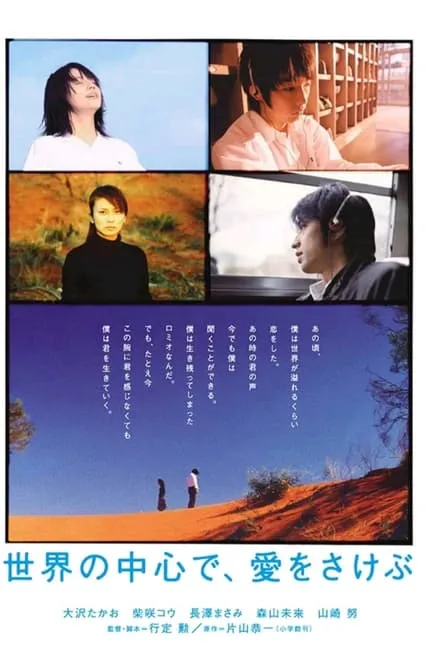 あの頃、
僕は世界が溢れるくらい
恋をした。
あの時の君の声
今でも僕は
聞くことができる。
僕は生き残ってしまった
ロミオなんだ。
でも、たとえ今
この胸に君を感じなくても
僕は君を生きていく。
世界の中心で、愛をさけぶ
大沢たかお 柴咲コウ 長澤まさみ 森山未來 山﨑 努
監督・脚本=行定 勲/原作=片山恭一(小学館刊)